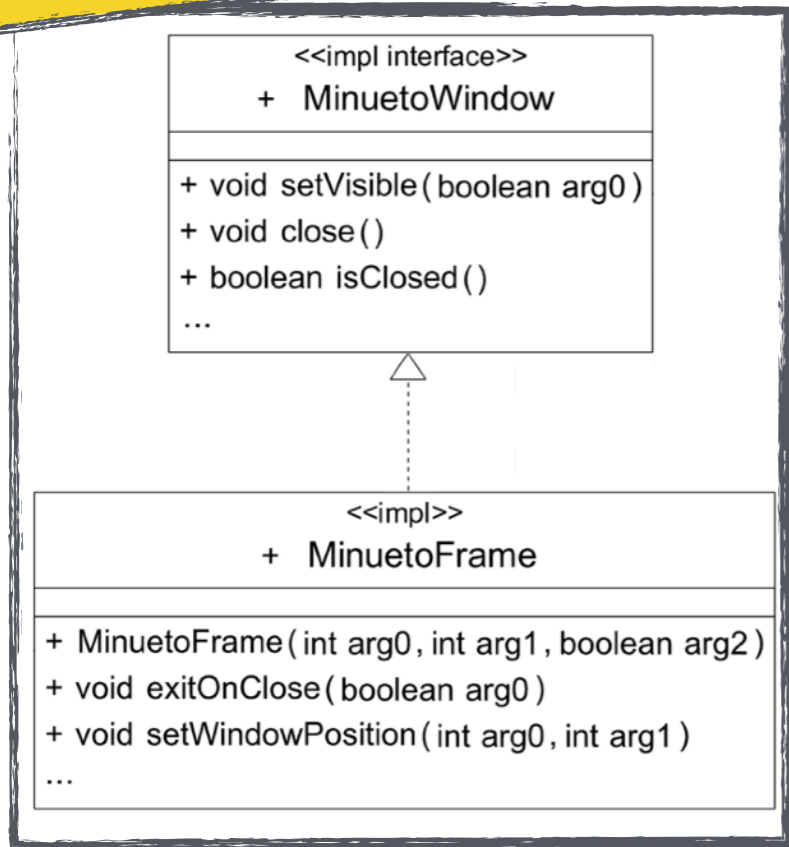 <<impl interface>>
+ MinuetoWindow
+ void setVisible(boolean arg0)
+ void close()
+ boolean isClosed()
...
<<impl>>
+ MinuetoFrame
+ MinuetoFrame(int arg0, int arg1, boolean arg2)
+ void exitOnClose(boolean arg0)
+ void setWindowPosition(int arg0, int arg1)
...